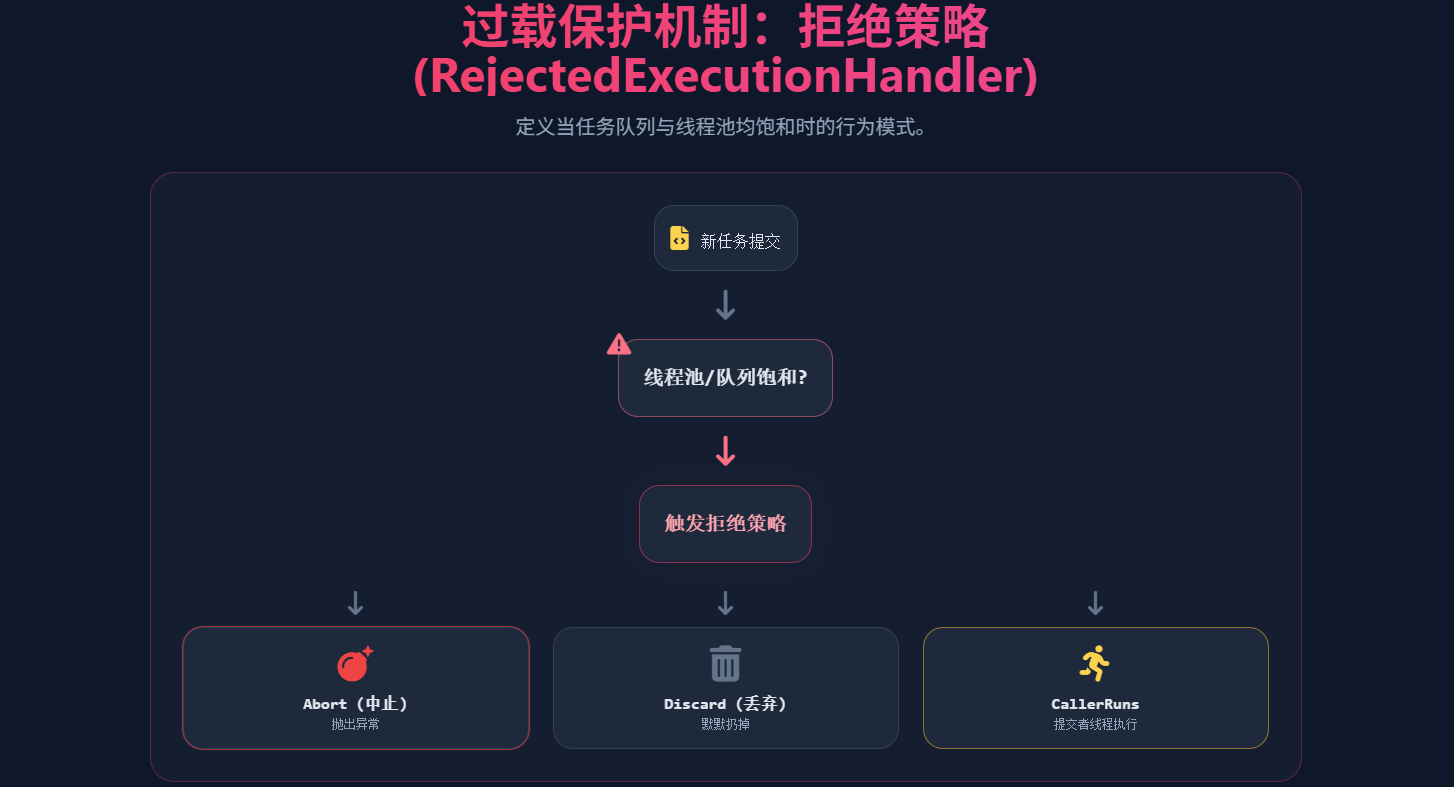 过载保护机制：拒绝策略
(RejectedExecutionHandler)
定义当任务队列与线程池均饱和时的行为模式。
新任务提交
线程池/队列饱和?
触发拒绝策略
Abort (中止)
抛出异常
Discard (丢弃)
默默扔掉
CallerRuns
提交者线程执行